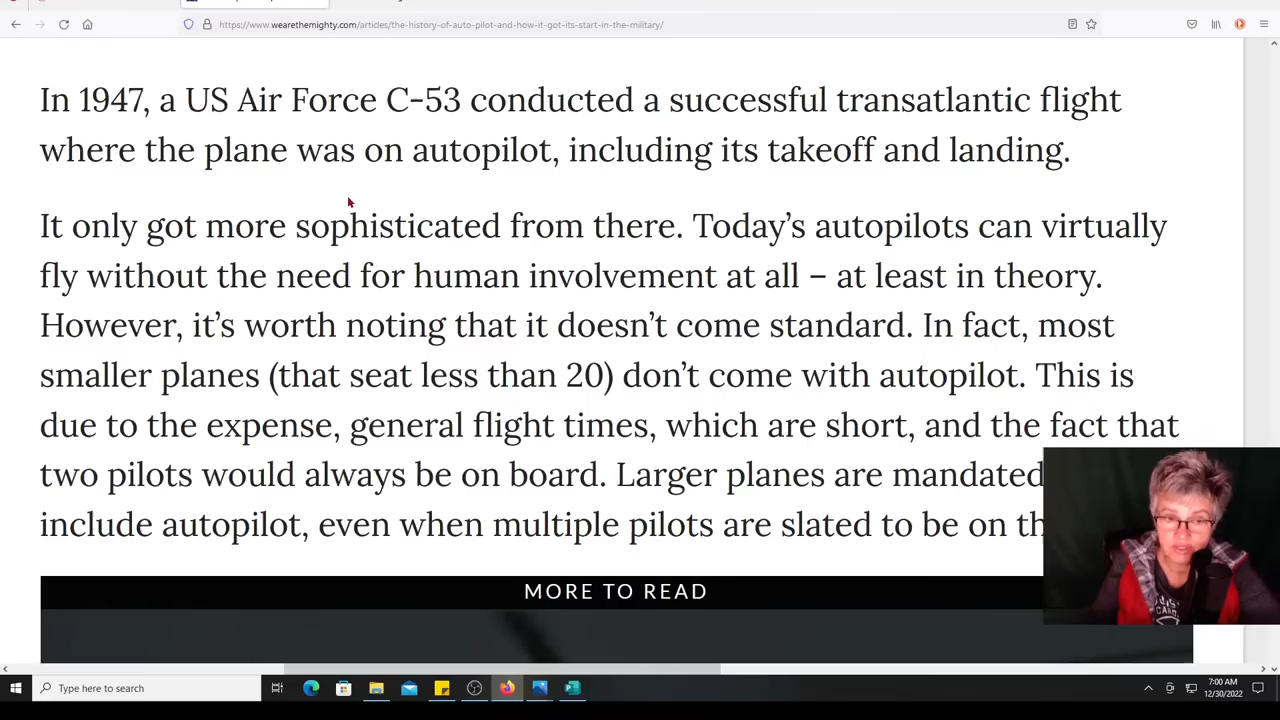 https://www.wearethemighty.com/articles/the-history-of-auto-pilot-and-how-it-got-its-start-in-the-military/
In 1947, a US Air Force C-53 conducted a successful transatlantic flight
where the plane was on autopilot, including its takeoff and landing.
It only got more sophisticated from there. Today’s autopilots can virtually
fly without the need for human involvement at all – at least in theory.
However, it’s worth noting that it doesn’t come standard. In fact, most
smaller planes (that seat less than 20) don’t come with autopilot. This is
due to the expense, general flight times, which are short, and the fact that
two pilots would always be on board. Larger planes are mandated
include autopilot, even when multiple pilots are slated to be on
MORE TO READ
Type here to search
7:00 AM
12/30/2022